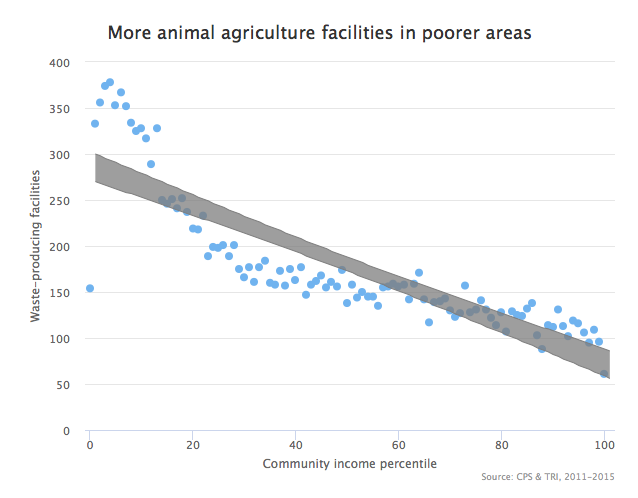 More animal agriculture facilities in poorer areas
400
350
300
250
200
150
100
50
0
Waste-producing facilities
0 20 40 60 80 100
Community income percentile
Source: CPS & TRI, 2011-2015